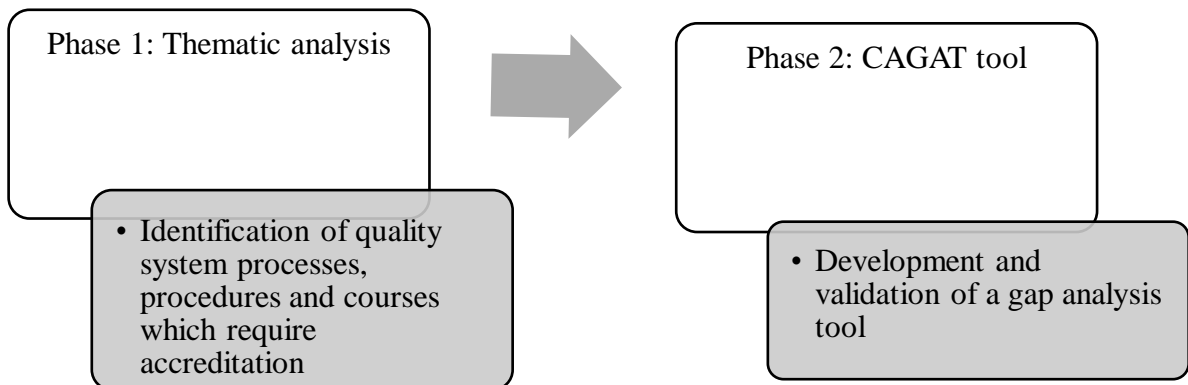 Phase 1: Thematic analysis
• Identification of quality
system processes,
procedures and courses
which require
accreditation
Phase 2: CAGAT tool
• Development and
validation of a gap analysis
tool